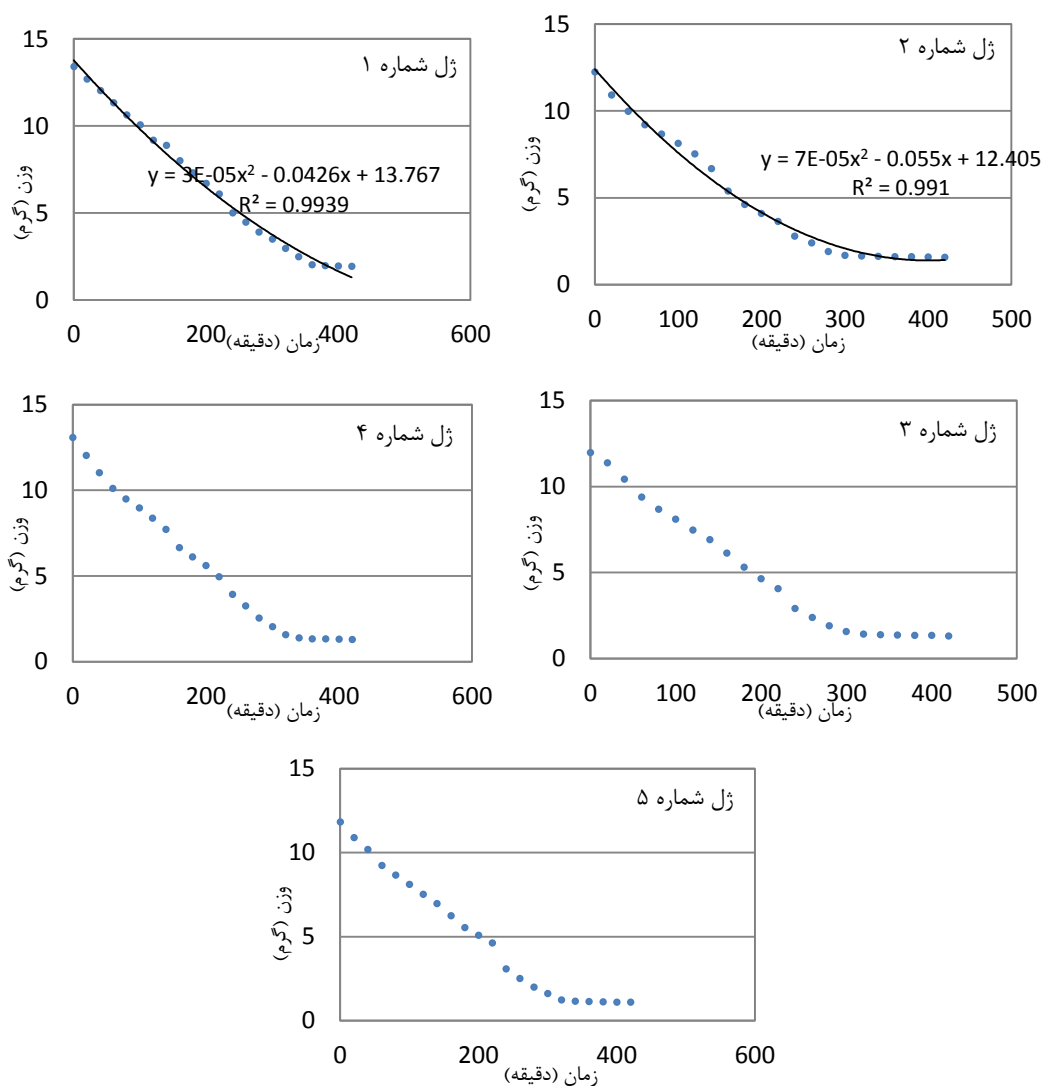 ژل شماره ۱
15
10
5
0
y = 3E-05x² - 0.0426x + 13.767
R² = 0.9939
وزن (گرم)
0 200 400 600
زمان (دقیقه)
ژل شماره ۲
15
10
5
0
y = 7E-05x² - 0.055x + 12.405
R² = 0.991
وزن (گرم)
0 100 200 300 400 500
زمان (دقیقه)
ژل شماره ۴
15
10
5
0
وزن (گرم)
0 200 400 600
زمان (دقیقه)
ژل شماره ۳
15
10
5
0
وزن (گرم)
0 100 200 300 400 500
زمان (دقیقه)
ژل شماره ۵
15
10
5
0
وزن (گرم)
0 200 400 600
زمان (دقیقه)